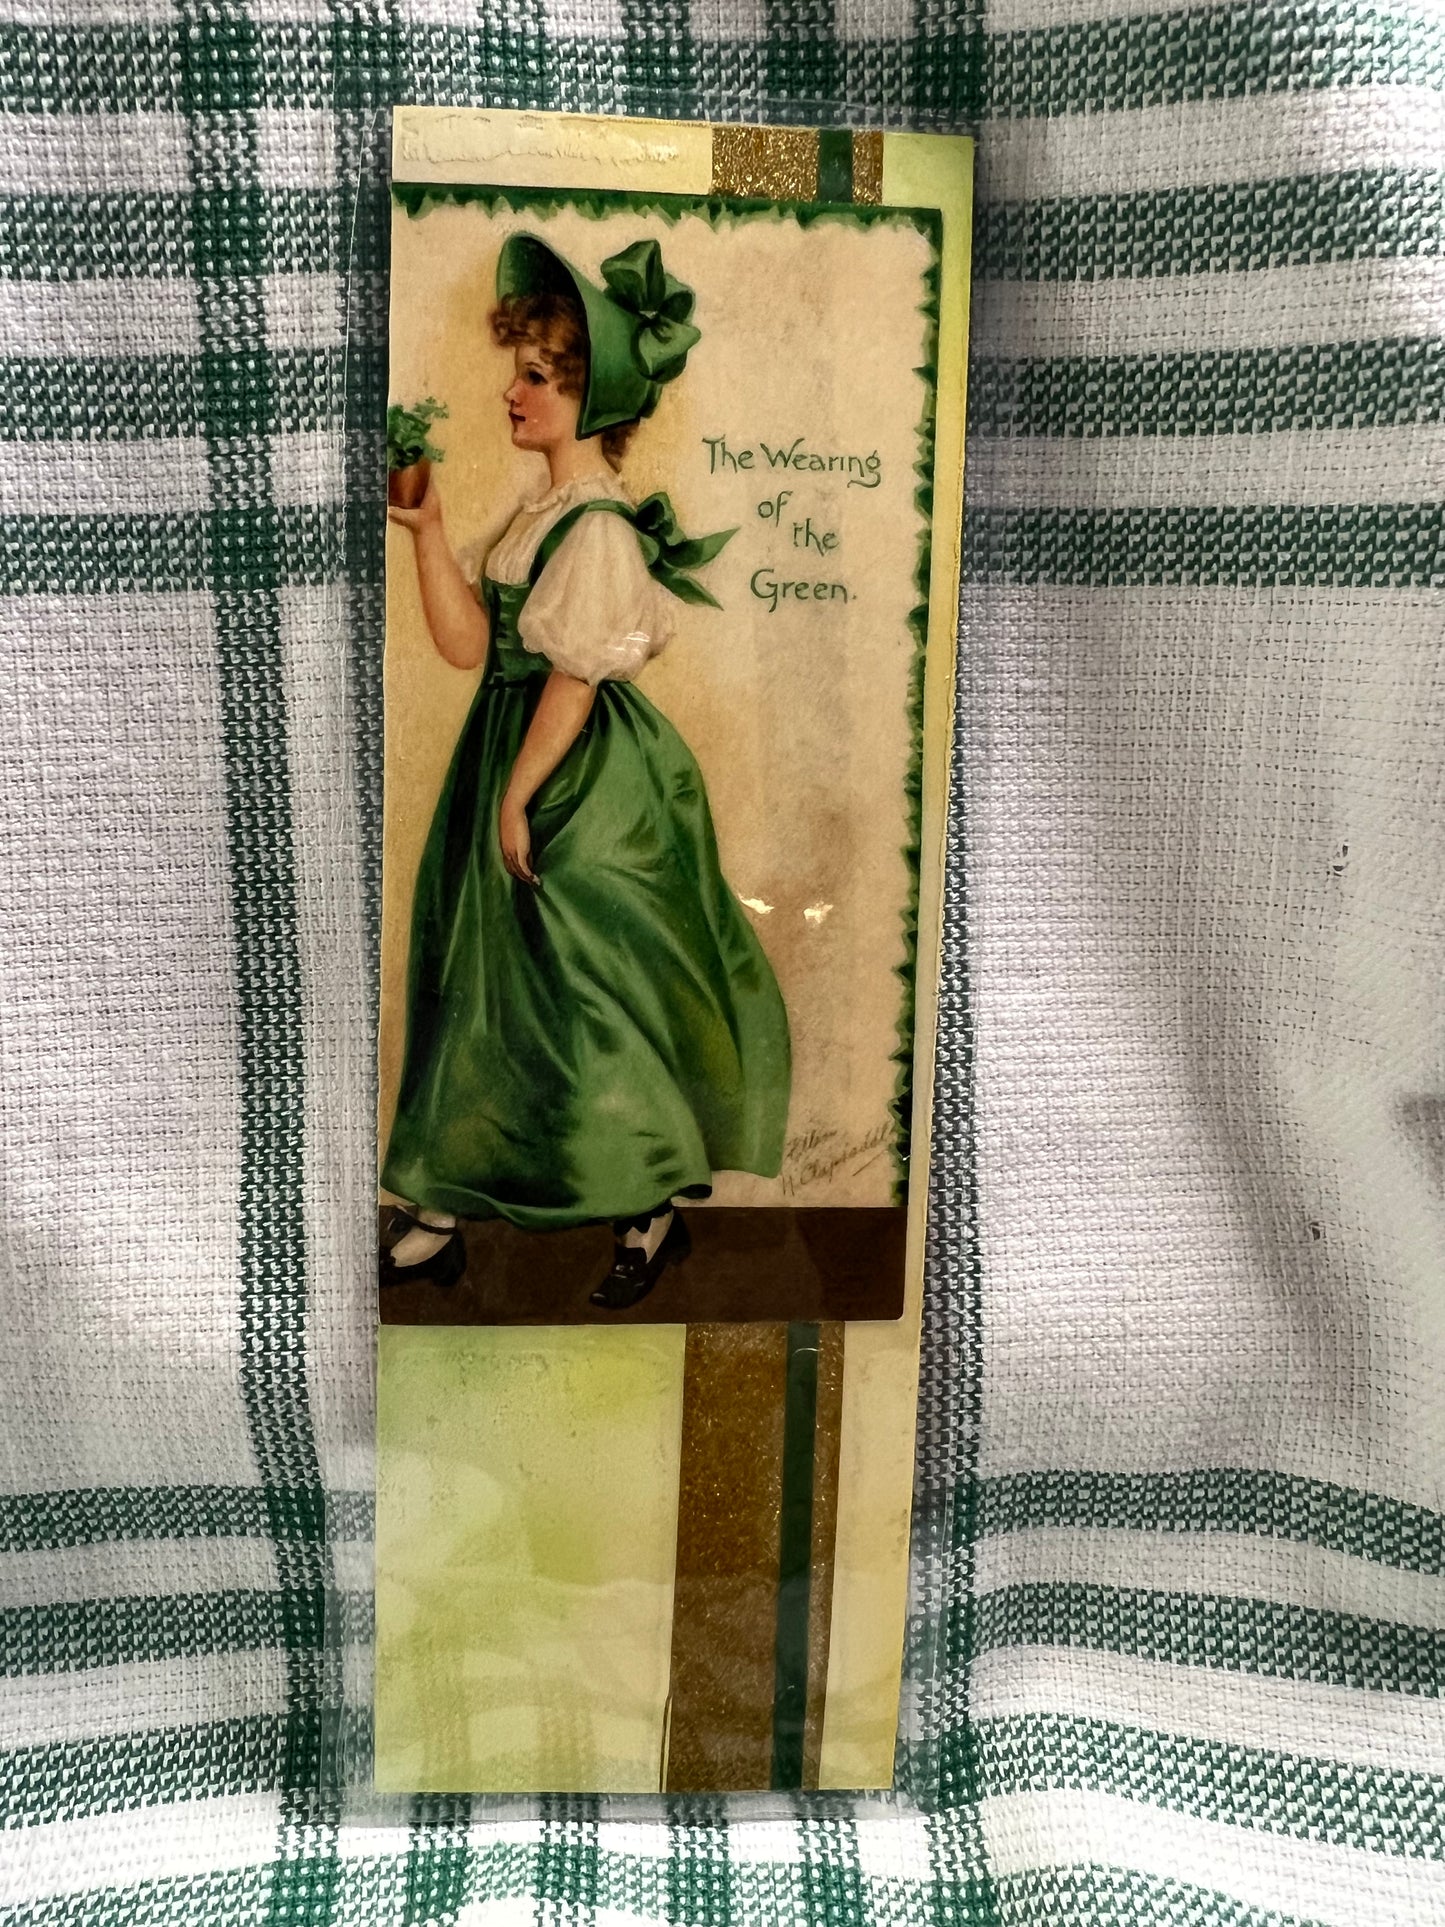 The Wearing
of
the
Green.
Ellen
H. Clapsaddle